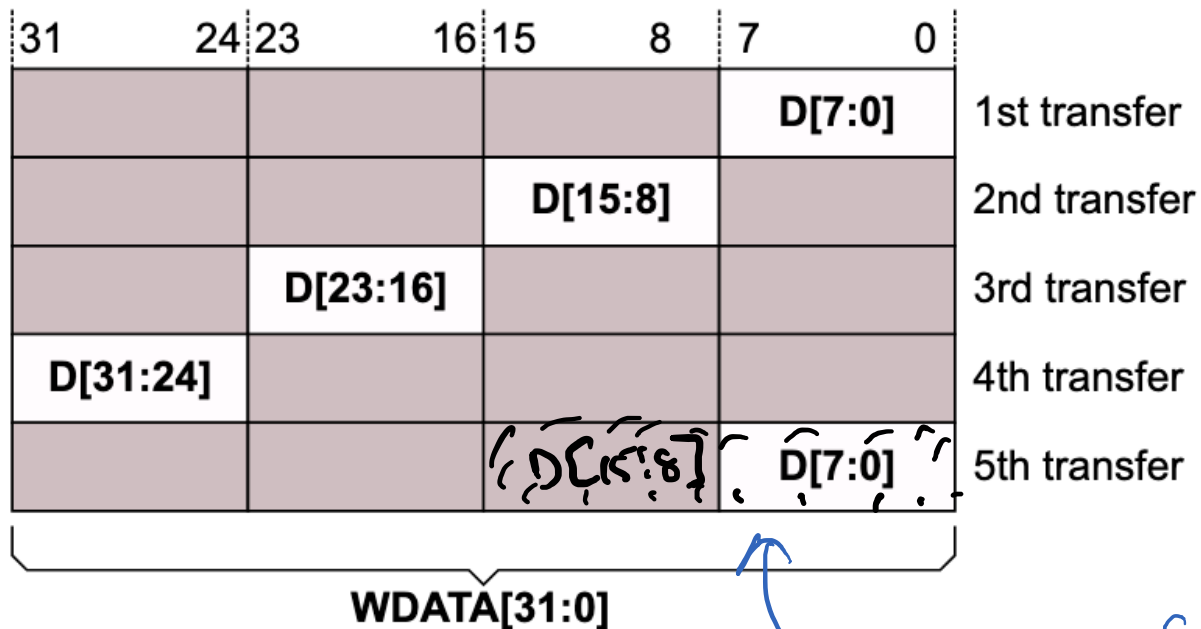 31 24 23 16 15 8 7 0
D[7:0] 1st transfer
D[15:8] 2nd transfer
D[23:16] 3rd transfer
D[31:24] 4th transfer
D[15:8] D[7:0] 5th transfer
WDATA[31:0]